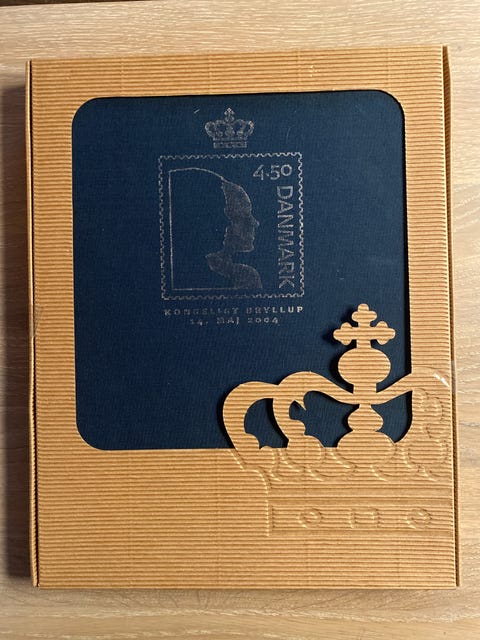 4.50
DANMARK
KONGELIGT BRYLLUP
14. MAJ 2004